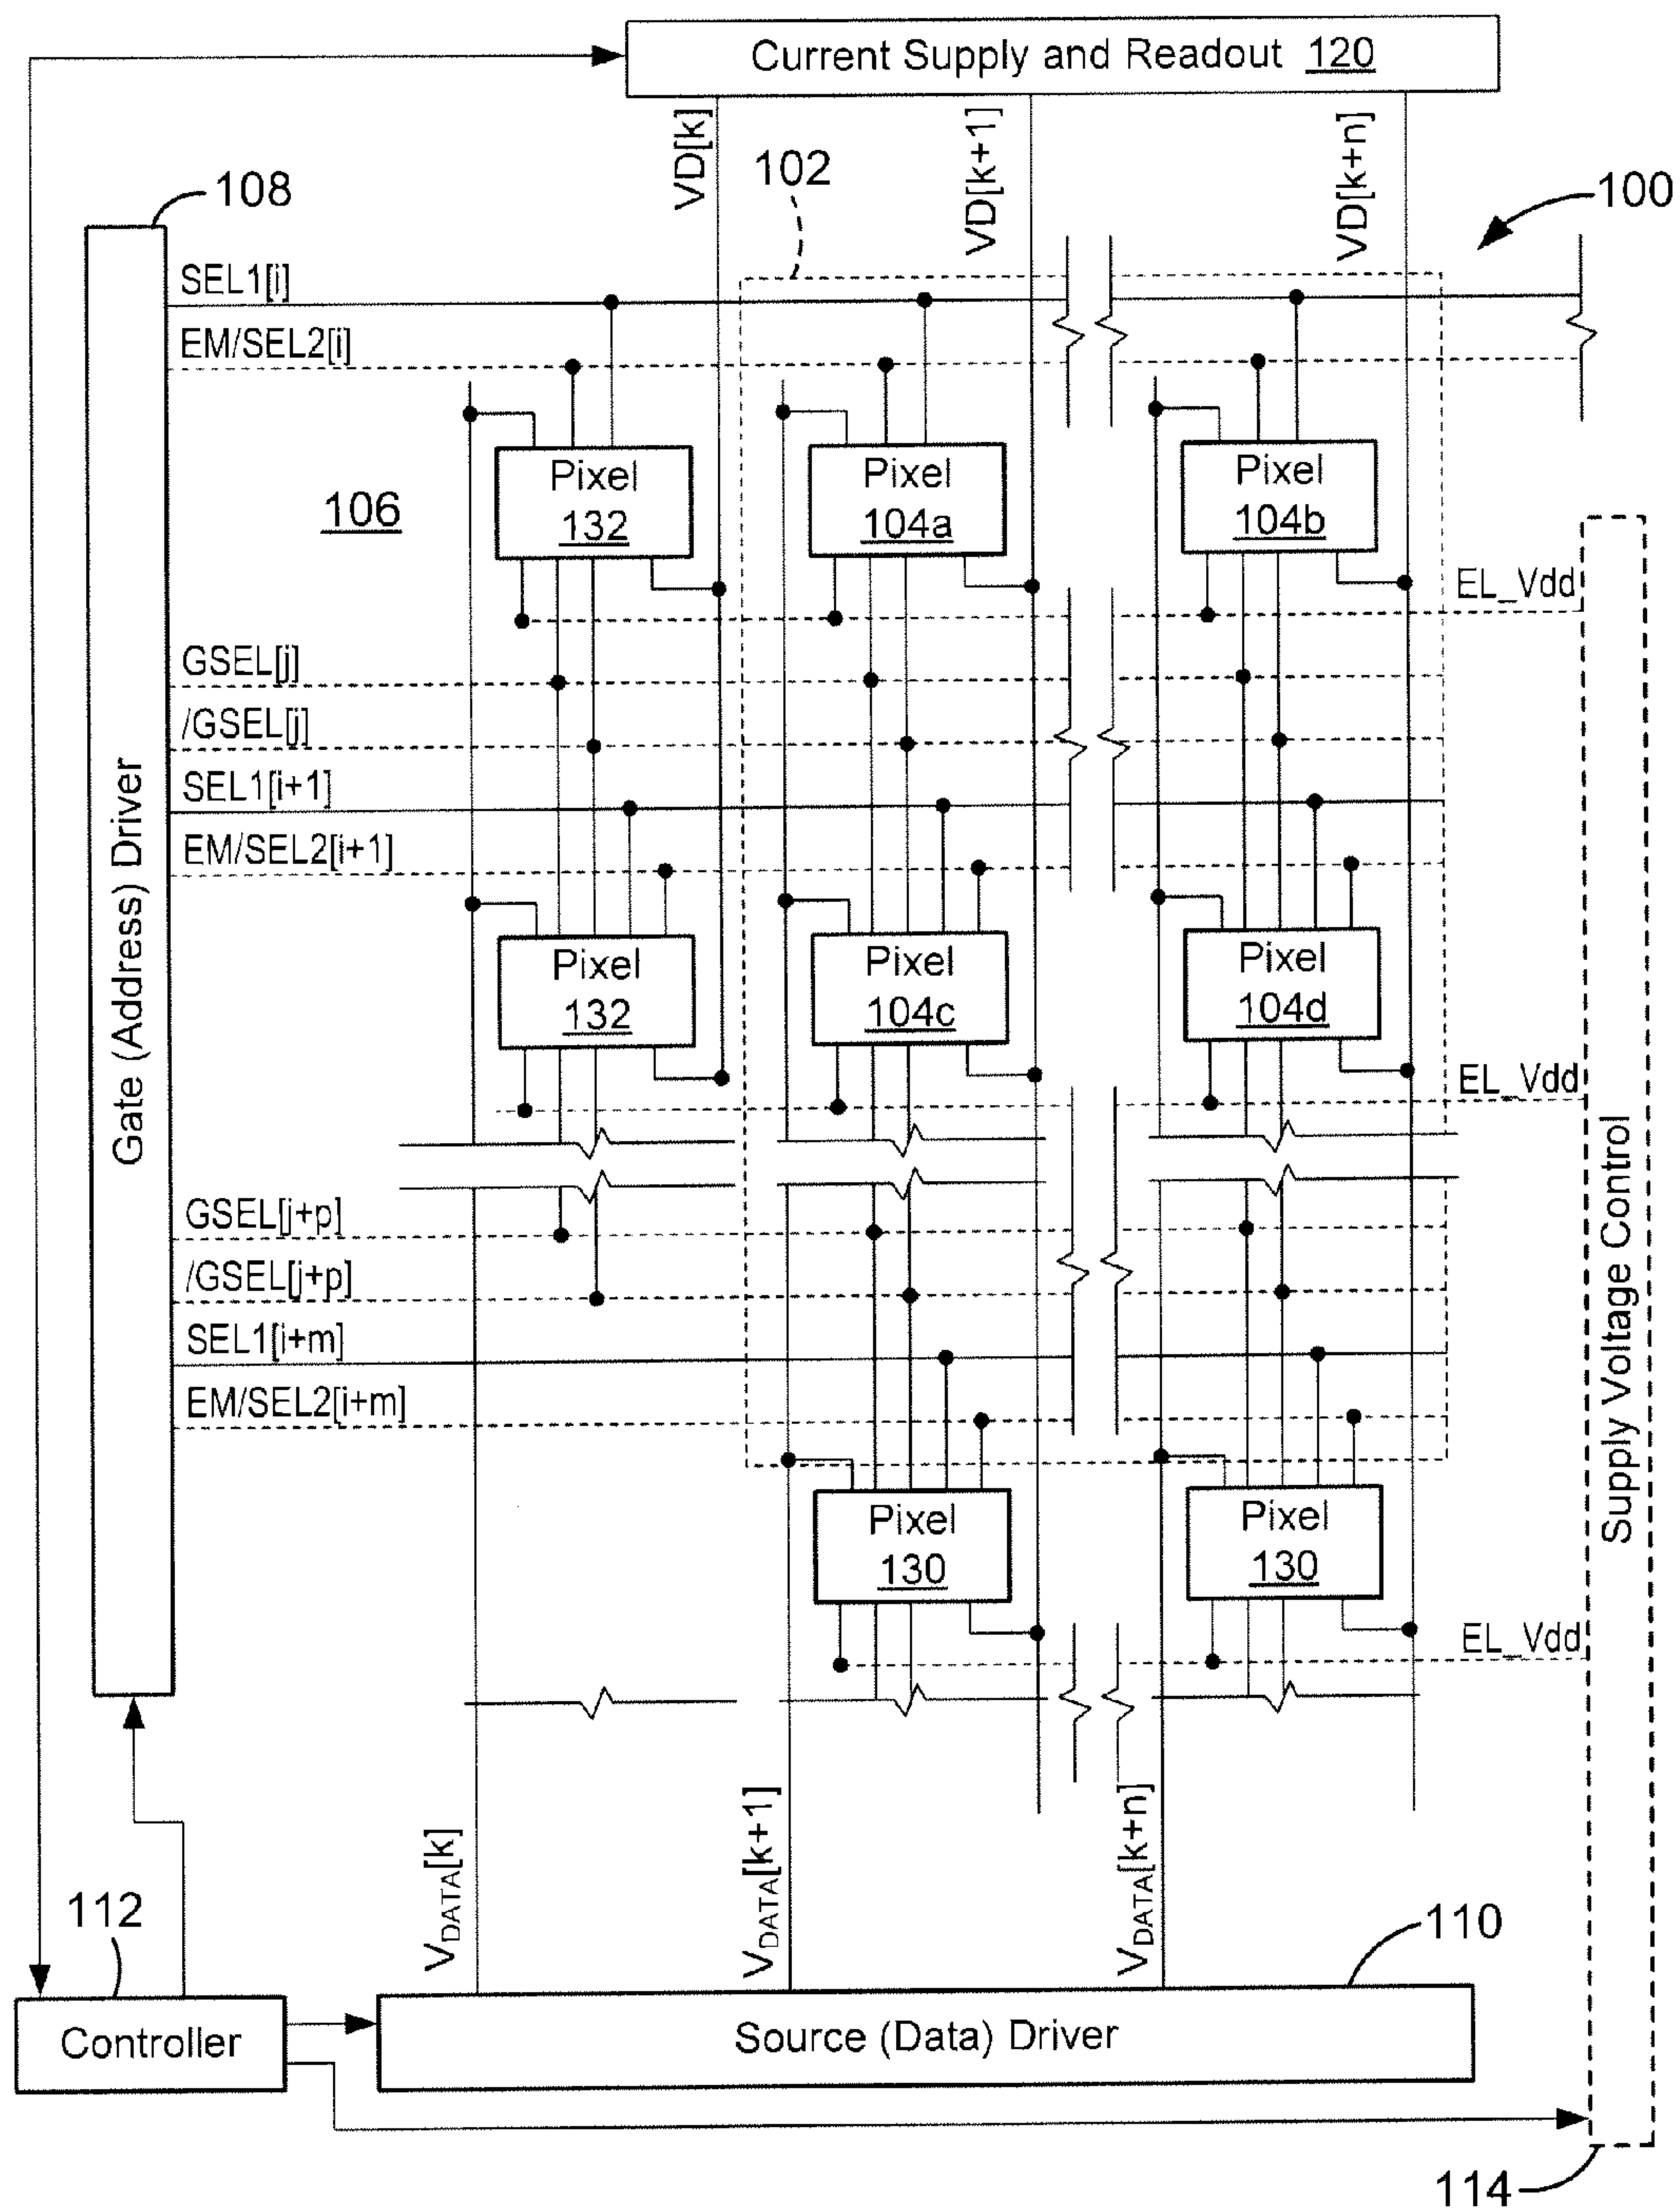 Current Supply and Readout 120
VD[k]
VD[k+1]
VD[k+n]
102
100
108
SEL1[i]
EM/SEL2[i]
Pixel
132
Pixel
104a
Pixel
104b
106
EL_Vdd
GSEL[j]
/GSEL[j]
SEL1[i+1]
EM/SEL2[i+1]
Gate (Address) Driver
Pixel
132
Pixel
104c
Pixel
104d
EL_Vdd
Supply Voltage Control
GSEL[j+p]
/GSEL[j+p]
SEL1[i+m]
EM/SEL2[i+m]
Pixel
130
Pixel
130
EL_Vdd
VDATA[k]
VDATA[k+1]
VDATA[k+n]
112
110
Controller
Source (Data) Driver
114